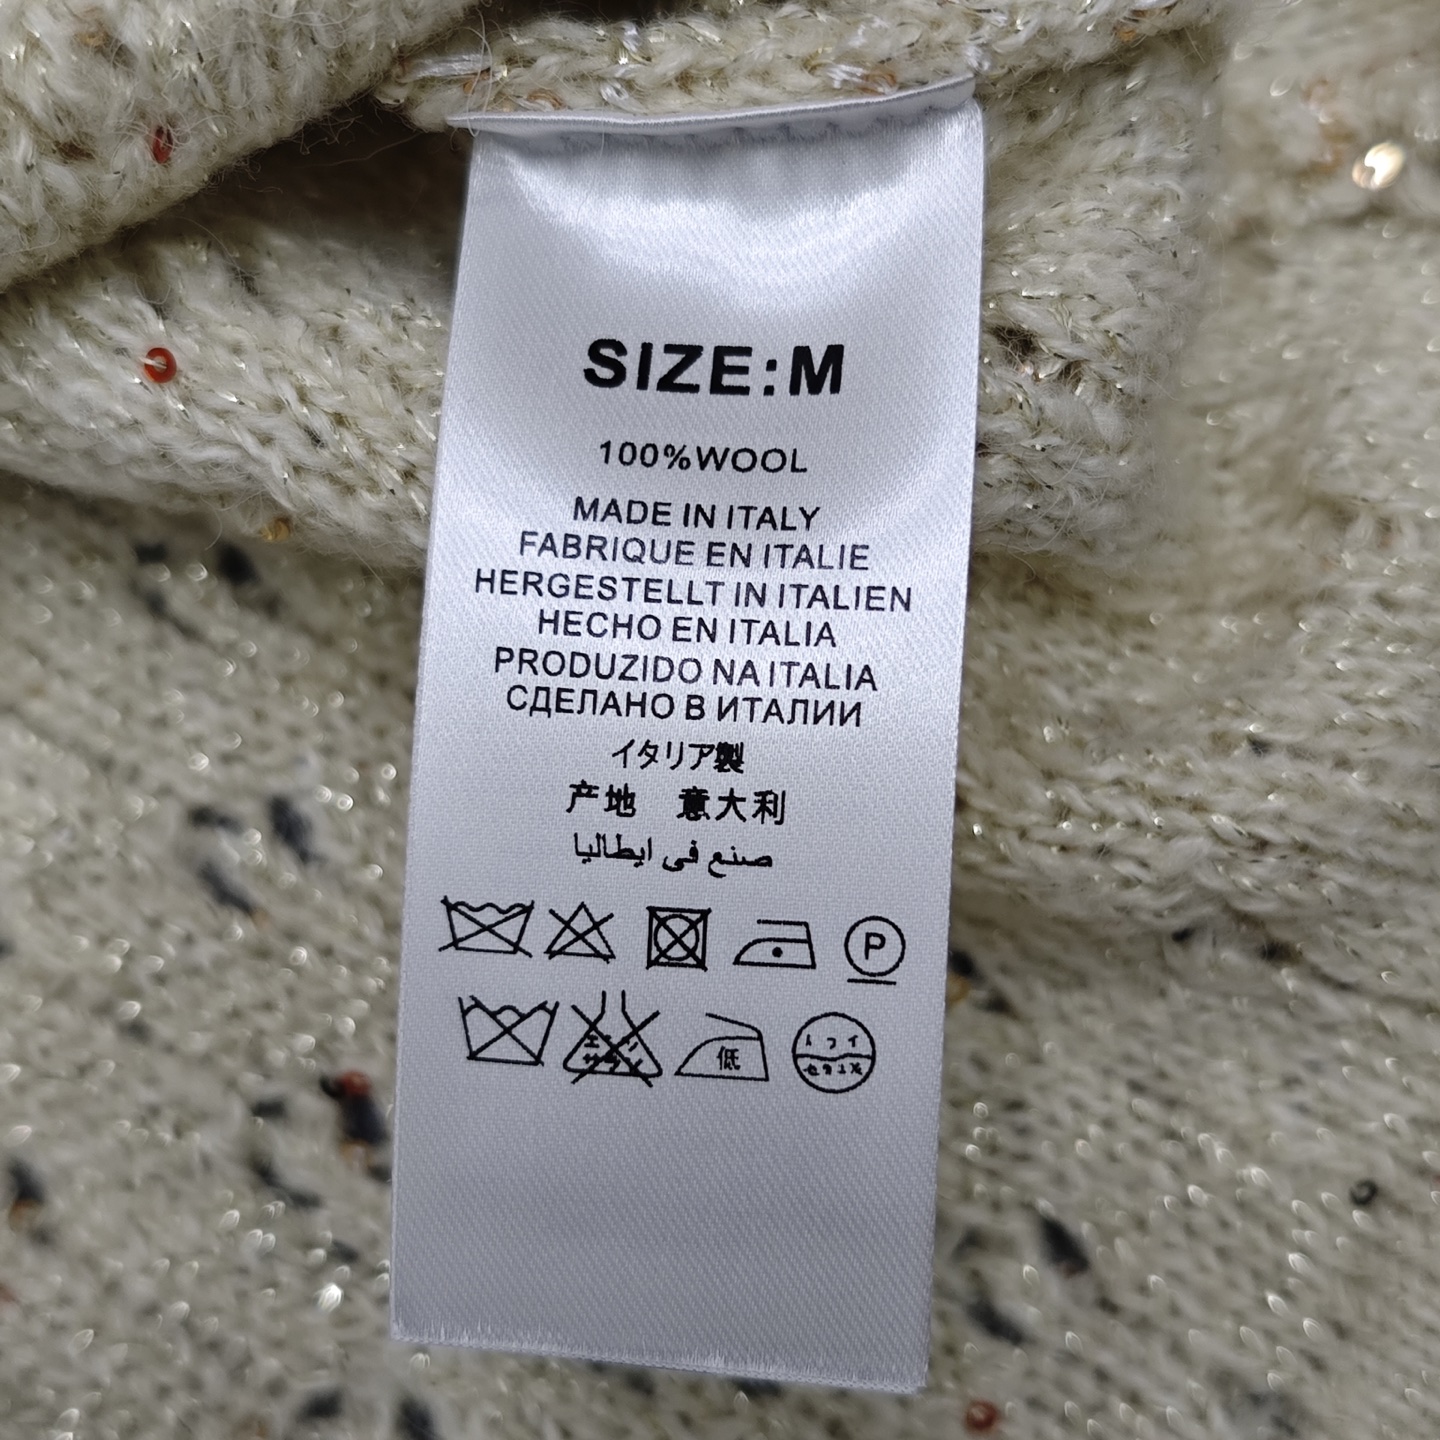 SIZE:M
100%WOOL
MADE IN ITALY
FABRIQUE EN ITALIE
HERGESTELLT IN ITALIEN
HECHO EN ITALIA
PRODUZIDO NA ITALIA
СДЕЛАНО В ИТАЛИИ
イタリア製
产地 意大利
صنع في ايطاليا
P
低